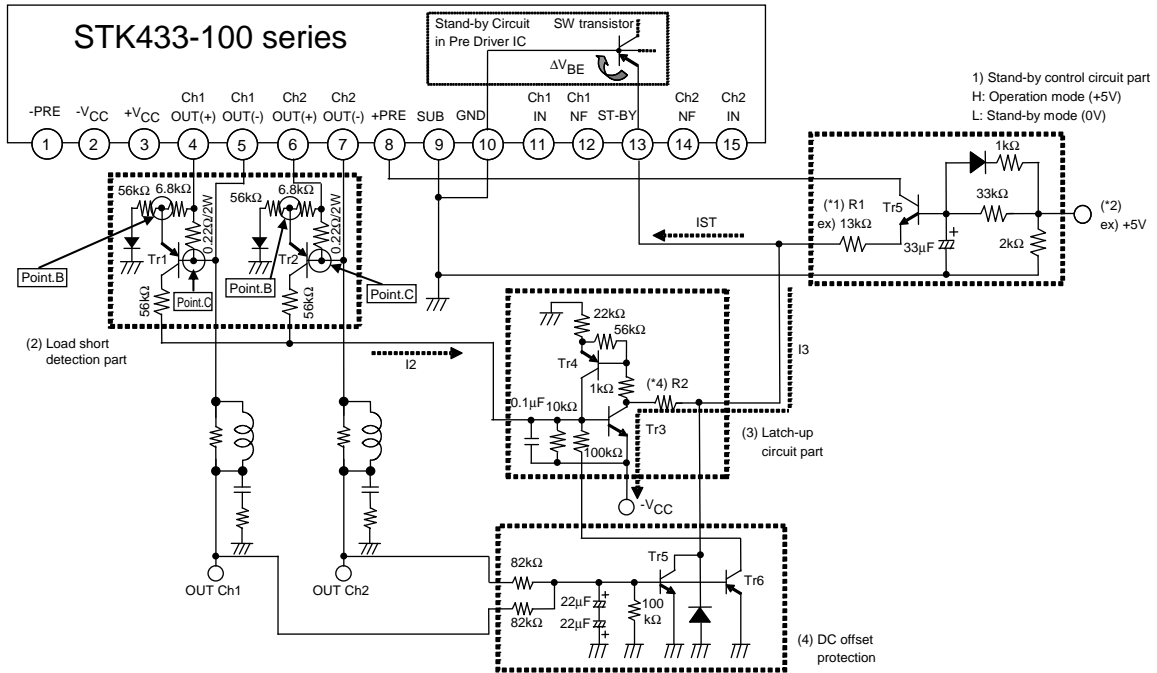 STK433-100 series
Stand-by Circuit
in Pre Driver IC
SW transistor
ΔVBE
-PRE
-VCC
+VCC
Ch1
OUT(+)
Ch1
OUT(-)
Ch2
OUT(+)
Ch2
OUT(-)
+PRE
SUB
GND
Ch1
IN
Ch1
NF
ST-BY
Ch2
NF
Ch2
IN
1 2 3 4 5 6 7 8 9 10 11 12 13 14 15
1) Stand-by control circuit part
H: Operation mode (+5V)
L: Stand-by mode (0V)
1kΩ
33kΩ
Tr5
(*1) R1
ex) 13kΩ
33μF
+
2kΩ
(*2)
ex) +5V
IST
56kΩ
6.8kΩ
0.22Ω/2W
Tr1
56kΩ
Point.B
Point.C
56kΩ
6.8kΩ
0.22Ω/2W
Tr2
56kΩ
Point.B
Point.C
(2) Load short
detection part
I2
22kΩ
56kΩ
Tr4
1kΩ
(*4) R2
I3
0.1μF
10kΩ
Tr3
100kΩ
(3) Latch-up
circuit part
-VCC
OUT Ch1
OUT Ch2
82kΩ
82kΩ
22μF
+
22μF
+
100
kΩ
Tr5
Tr6
(4) DC offset
protection